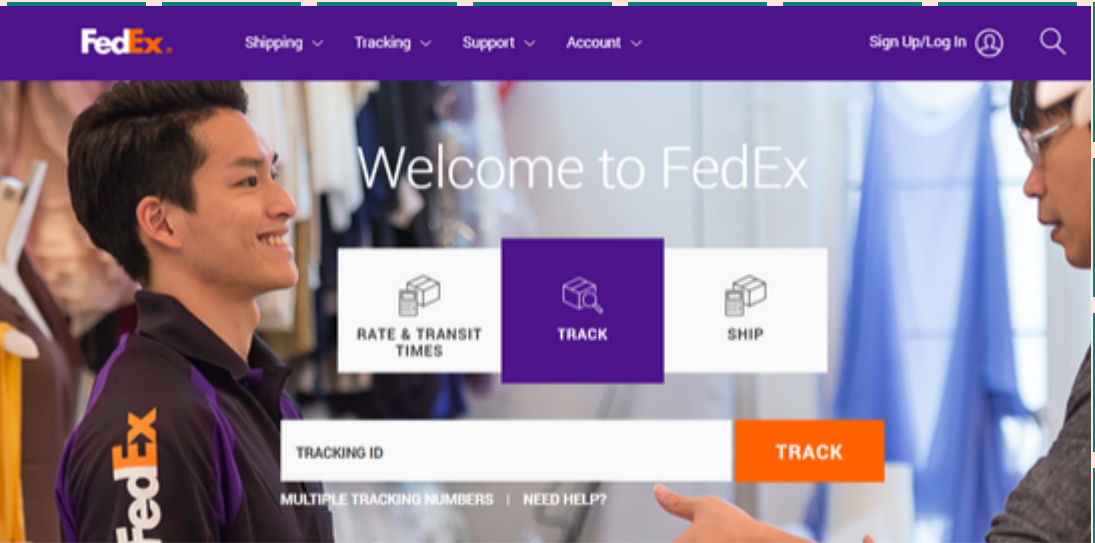 FedEx.
Shipping
Tracking
Support
Account
Sign Up/Log In
Welcome to FedEx
RATE & TRANSIT
TIMES
TRACK
SHIP
TRACKING ID
TRACK
MULTIPLE TRACKING NUMBERS | NEED HELP?
FedEx